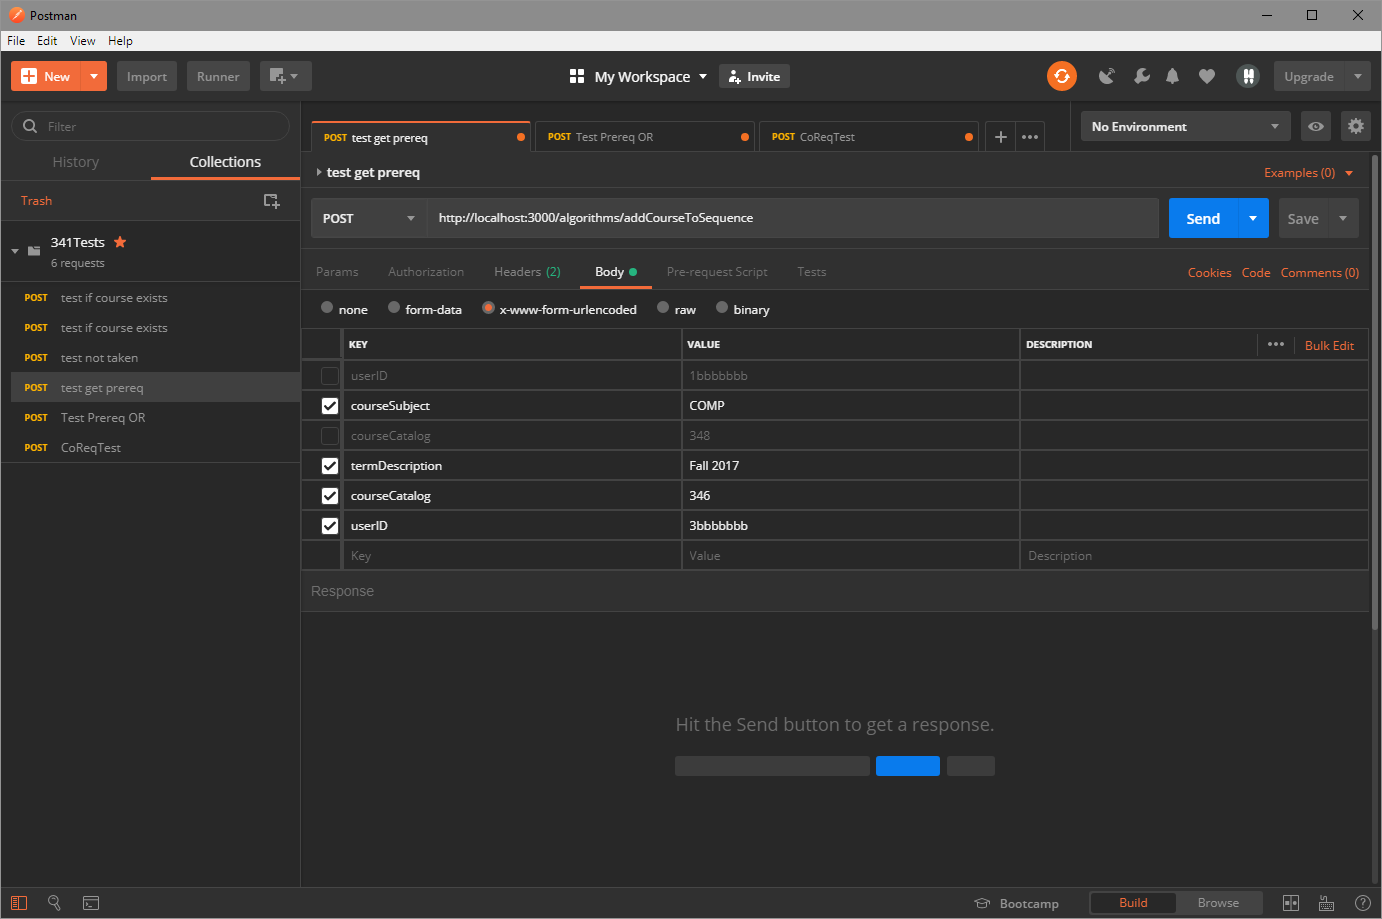 Postman
File Edit View Help
New Import Runner My Workspace Invite Upgrade
Filter
History Collections
Trash
341Tests
6 requests
POST test if course exists
POST test if course exists
POST test not taken
POST test get prereq
POST Test Prereq OR
POST CoReqTest
POST test get prereq POST Test Prereq OR POST CoReqTest No Environment
test get prereq Examples (0)
POST http://localhost:3000/algorithms/addCourseToSequence Send Save
Params Authorization Headers (2) Body Pre-request Script Tests Cookies Code Comments (0)
none form-data x-www-form-urlencoded raw binary
KEY VALUE DESCRIPTION Bulk Edit
userID 1bbbbbbb
courseSubject COMP
courseCatalog 348
termDescription Fall 2017
courseCatalog 346
userID 3bbbbbbb
Key Value Description
Response
Hit the Send button to get a response.
Bootcamp Build Browse